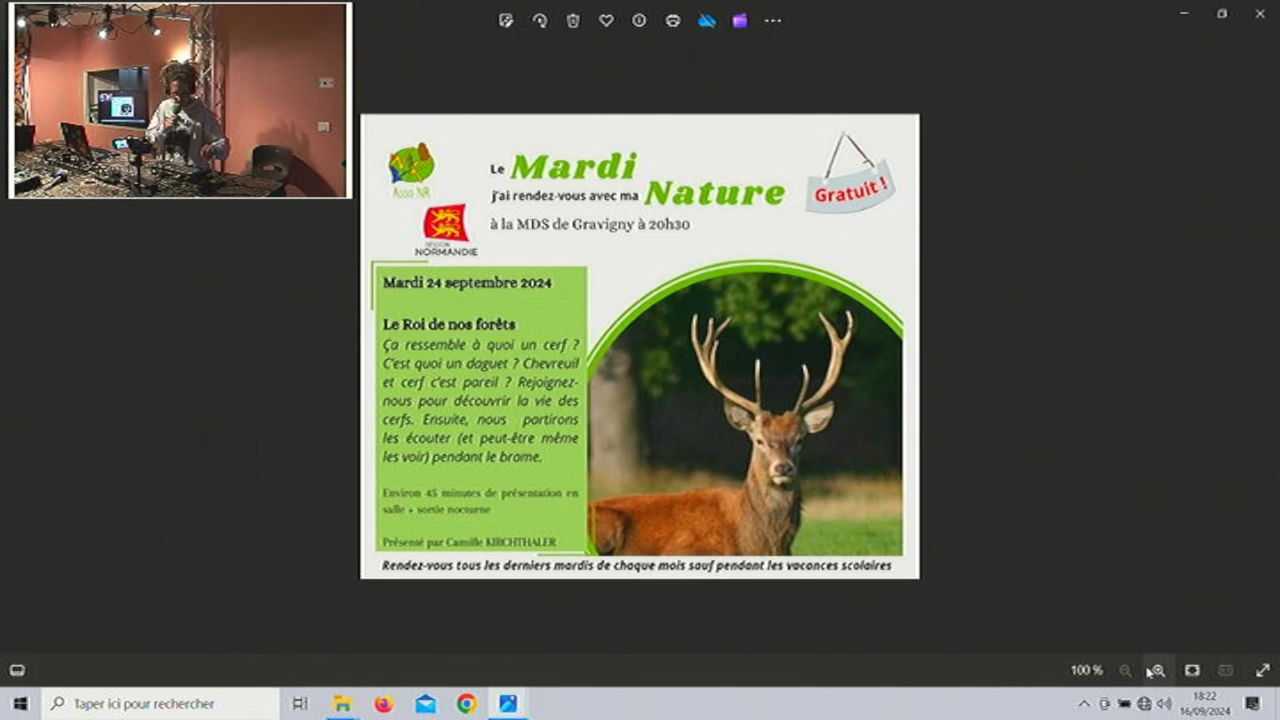 Asso NR
Le Mardi
j'ai rendez-vous avec ma Nature
à la MDS de Gravigny à 20h30
Gratuit !
RÉGION
NORMANDIE
Mardi 24 septembre 2024
Le Roi de nos forêts
Ça ressemble à quoi un cerf ?
C'est quoi un daguet ? Chevreuil
et cerf c'est pareil ? Rejoignez-
nous pour découvrir la vie des
cerfs. Ensuite, nous partirons
les écouter (et peut-être même
les voir) pendant le brame.
Environ 45 minutes de présentation en
salle + sortie nocturne
Présenté par Camille KIRCHTHALER
Rendez-vous tous les derniers mardis de chaque mois sauf pendant les vacances scolaires
100 %
Taper ici pour rechercher
18:22
16/09/2024